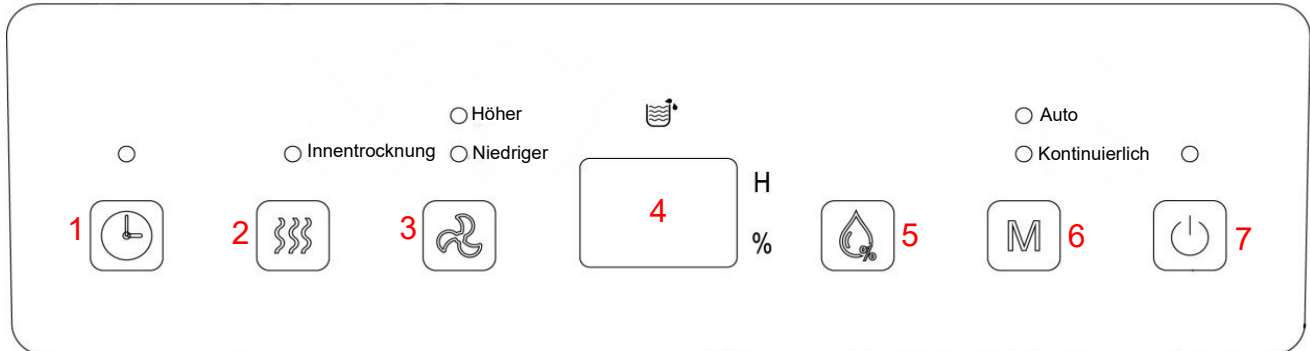 Höher
Auto
Innentrocknung
Niedriger
Kontinuierlich
H
1
2
3
4
%
5
M
6
7
%